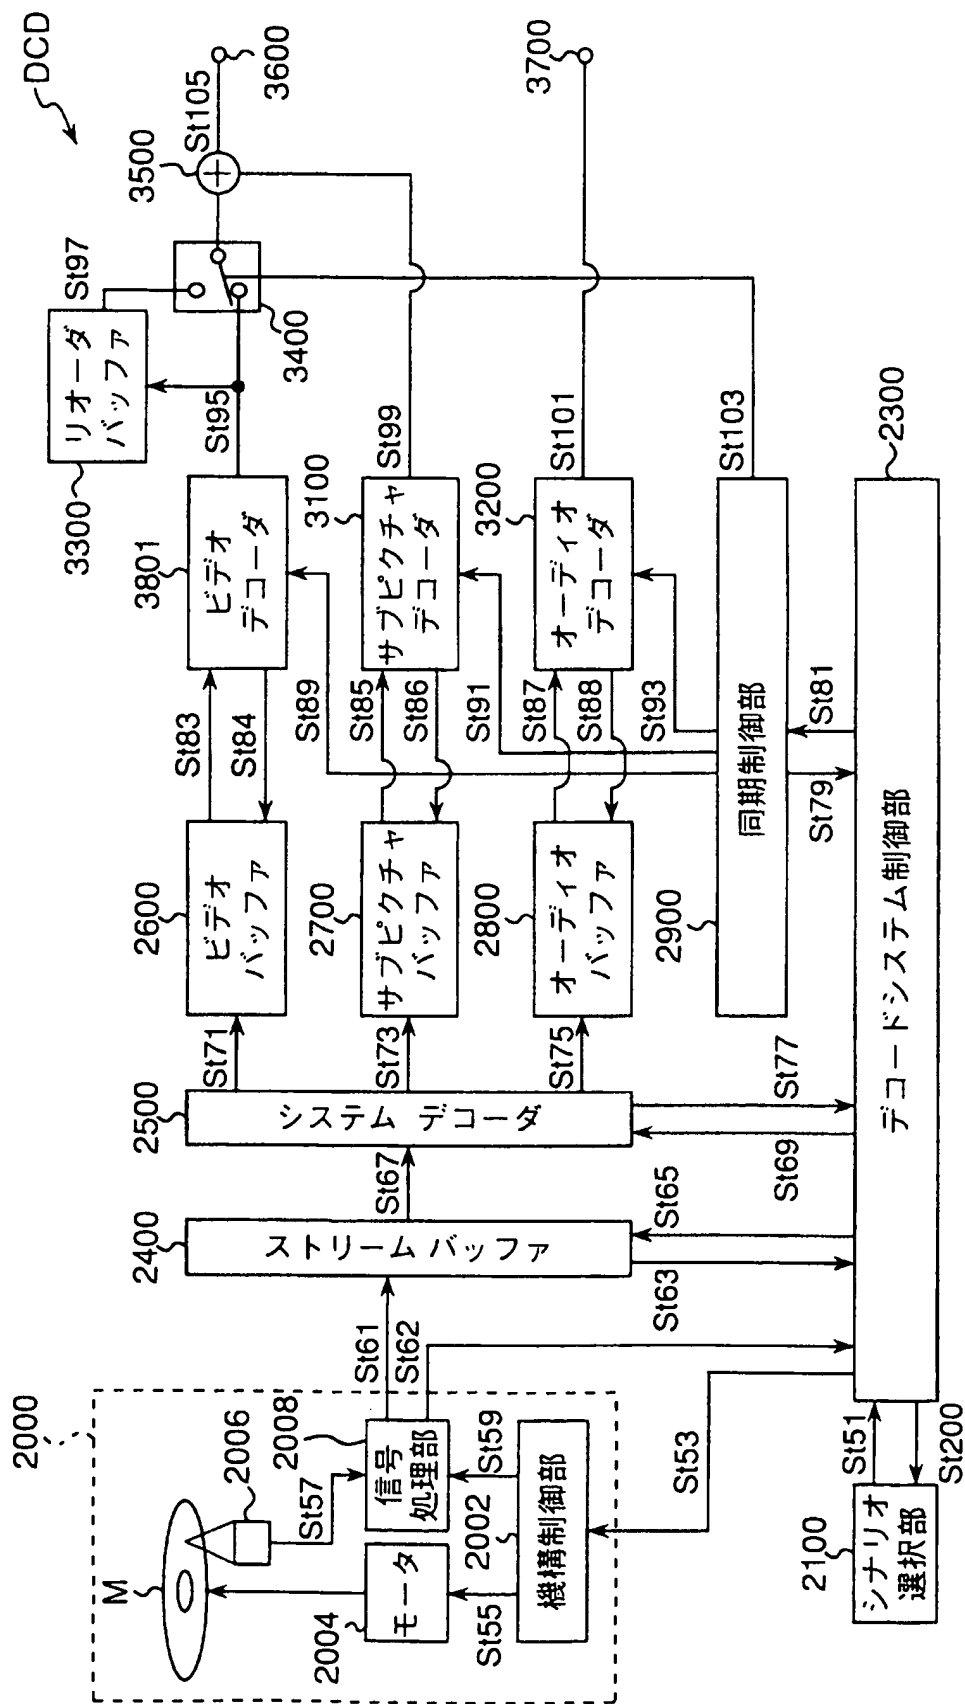 DCD
2000
M
2006
St57
2008
信号
処理部
モータ
2004
St55
2002
St59
機構制御部
St61
St62
St53
2100
シナリオ
選択部
St51
St200
2400
ストリーム バッファ
St63
St65
St67
2500
システム デコーダ
St69
St77
St71
St73
St75
2600
ビデオ
バッファ
2700
サブピクチャ
バッファ
2800
オーディオ
バッファ
2900
同期制御部
St79
St81
2300
デコードシステム制御部
St83
St84
St89
St85
St86
St91
St87
St88
St93
3801
ビデオ
デコーダ
3100
サブピクチャ
デコーダ
3200
オーディオ
デコーダ
3300
リオーダ
バッファ
St95
St97
St99
St101
St103
3400
3500
St105
3600
3700